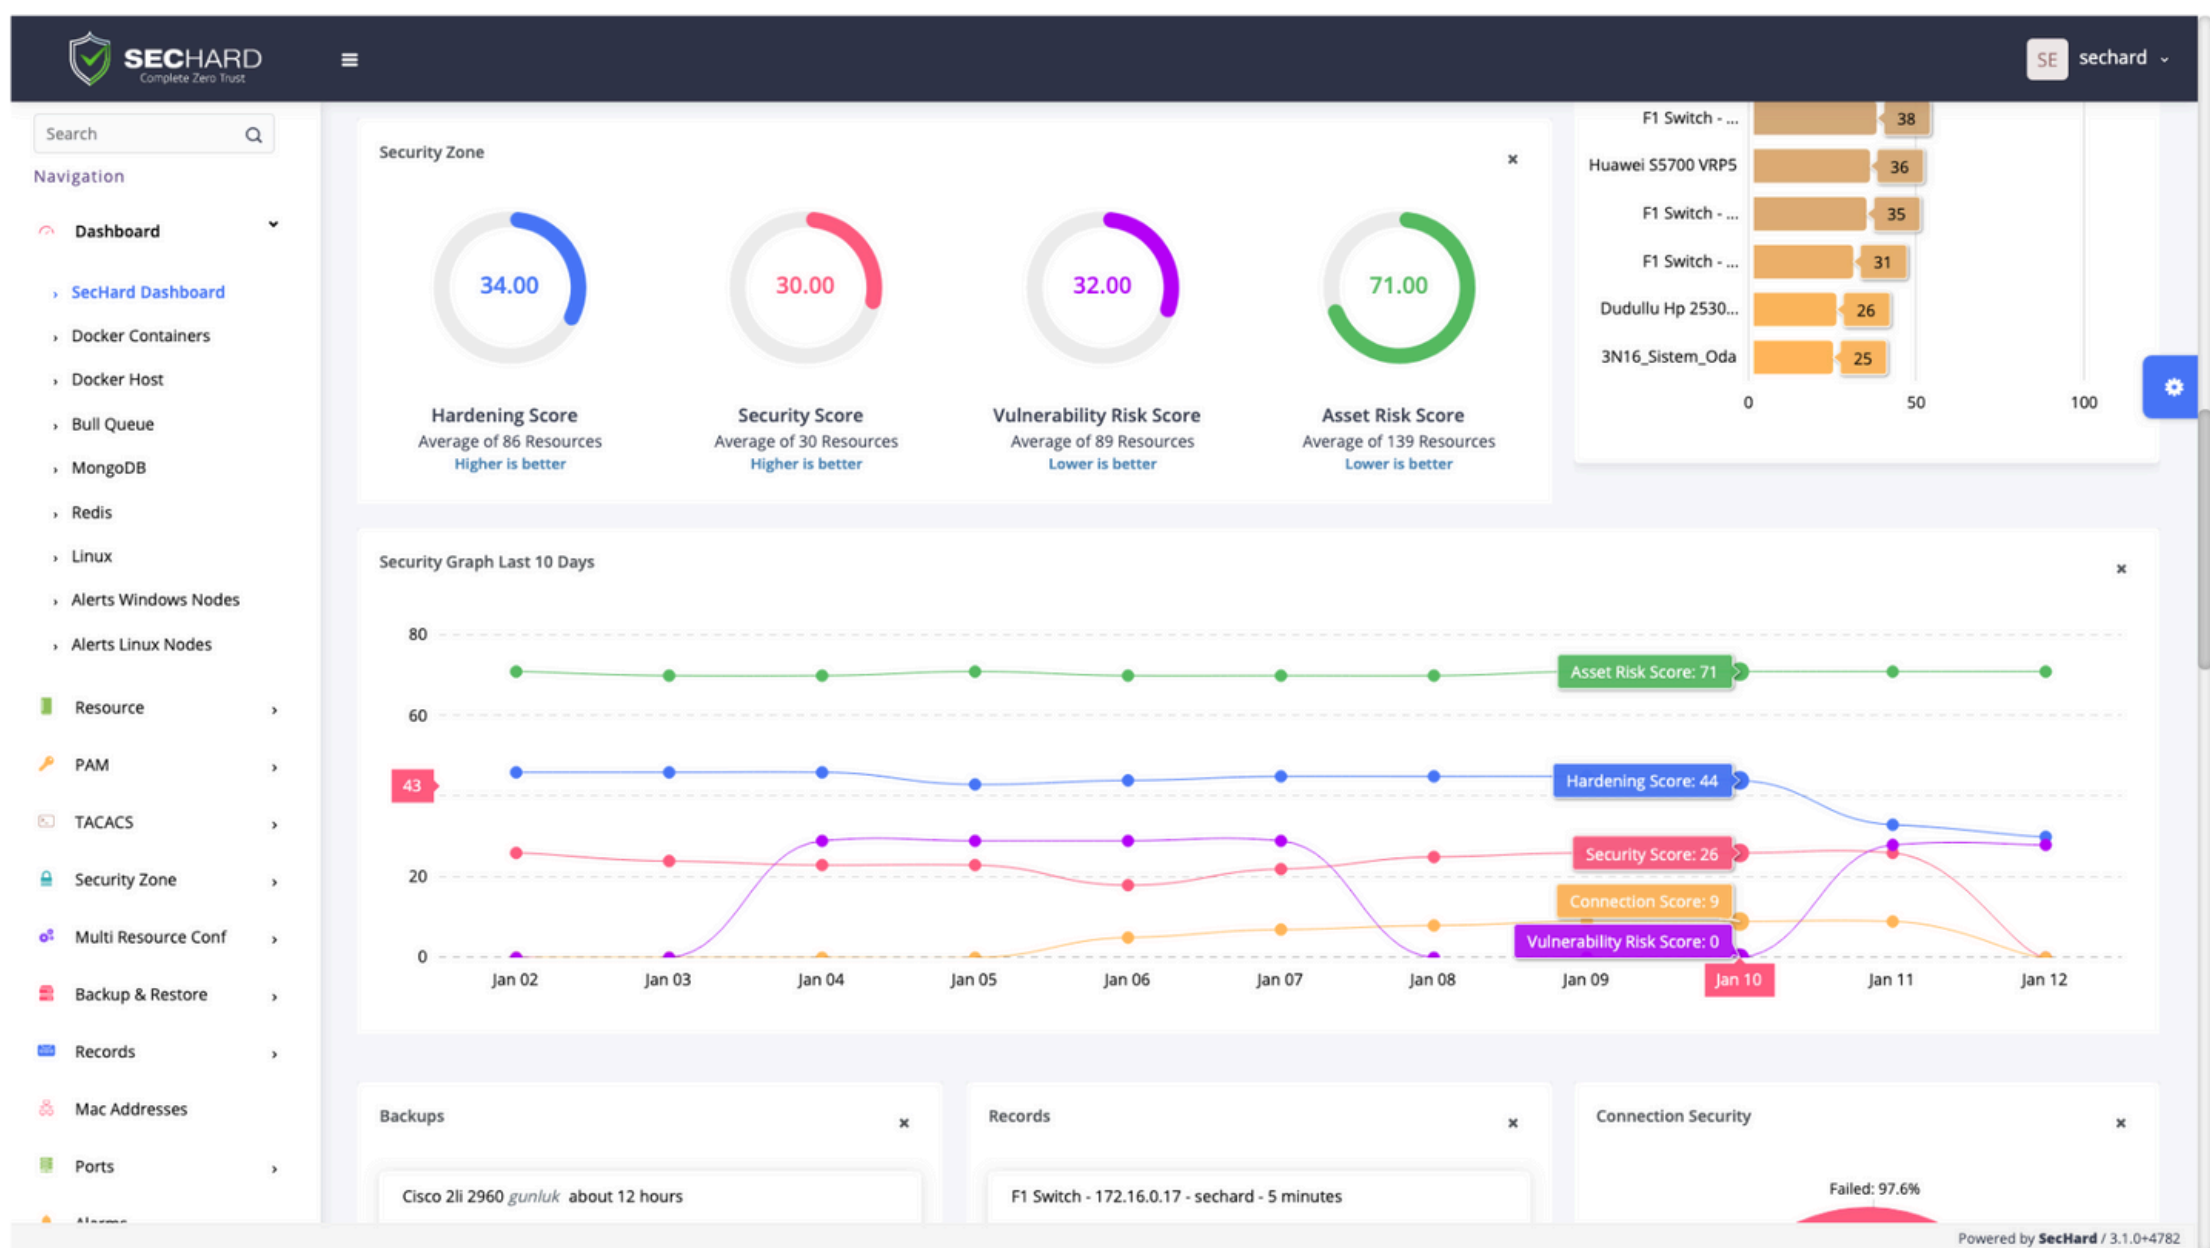 SECHARD
Complete Zero Trust
SE sechard
Search
Navigation
Dashboard
SecHard Dashboard
Docker Containers
Docker Host
Bull Queue
MongoDB
Redis
Linux
Alerts Windows Nodes
Alerts Linux Nodes
Resource
PAM
TACACS
Security Zone
Multi Resource Conf
Backup & Restore
Records
Mac Addresses
Ports
Alarms
Security Zone
34.00
Hardening Score
Average of 86 Resources
Higher is better
30.00
Security Score
Average of 30 Resources
Higher is better
32.00
Vulnerability Risk Score
Average of 89 Resources
Lower is better
71.00
Asset Risk Score
Average of 139 Resources
Lower is better
F1 Switch - ... 38
Huawei S5700 VRP5 36
F1 Switch - ... 35
F1 Switch - ... 31
Dudullu Hp 2530... 26
3N16_Sistem_Oda 25
0 50 100
Security Graph Last 10 Days
80
60
43
20
0
Asset Risk Score: 71
Hardening Score: 44
Security Score: 26
Connection Score: 9
Vulnerability Risk Score: 0
Jan 02 Jan 03 Jan 04 Jan 05 Jan 06 Jan 07 Jan 08 Jan 09 Jan 10 Jan 11 Jan 12
Backups
Cisco 2li 2960 gunluk about 12 hours
Records
F1 Switch - 172.16.0.17 - sechard - 5 minutes
Connection Security
Failed: 97.6%
Powered by SecHard / 3.1.0+4782